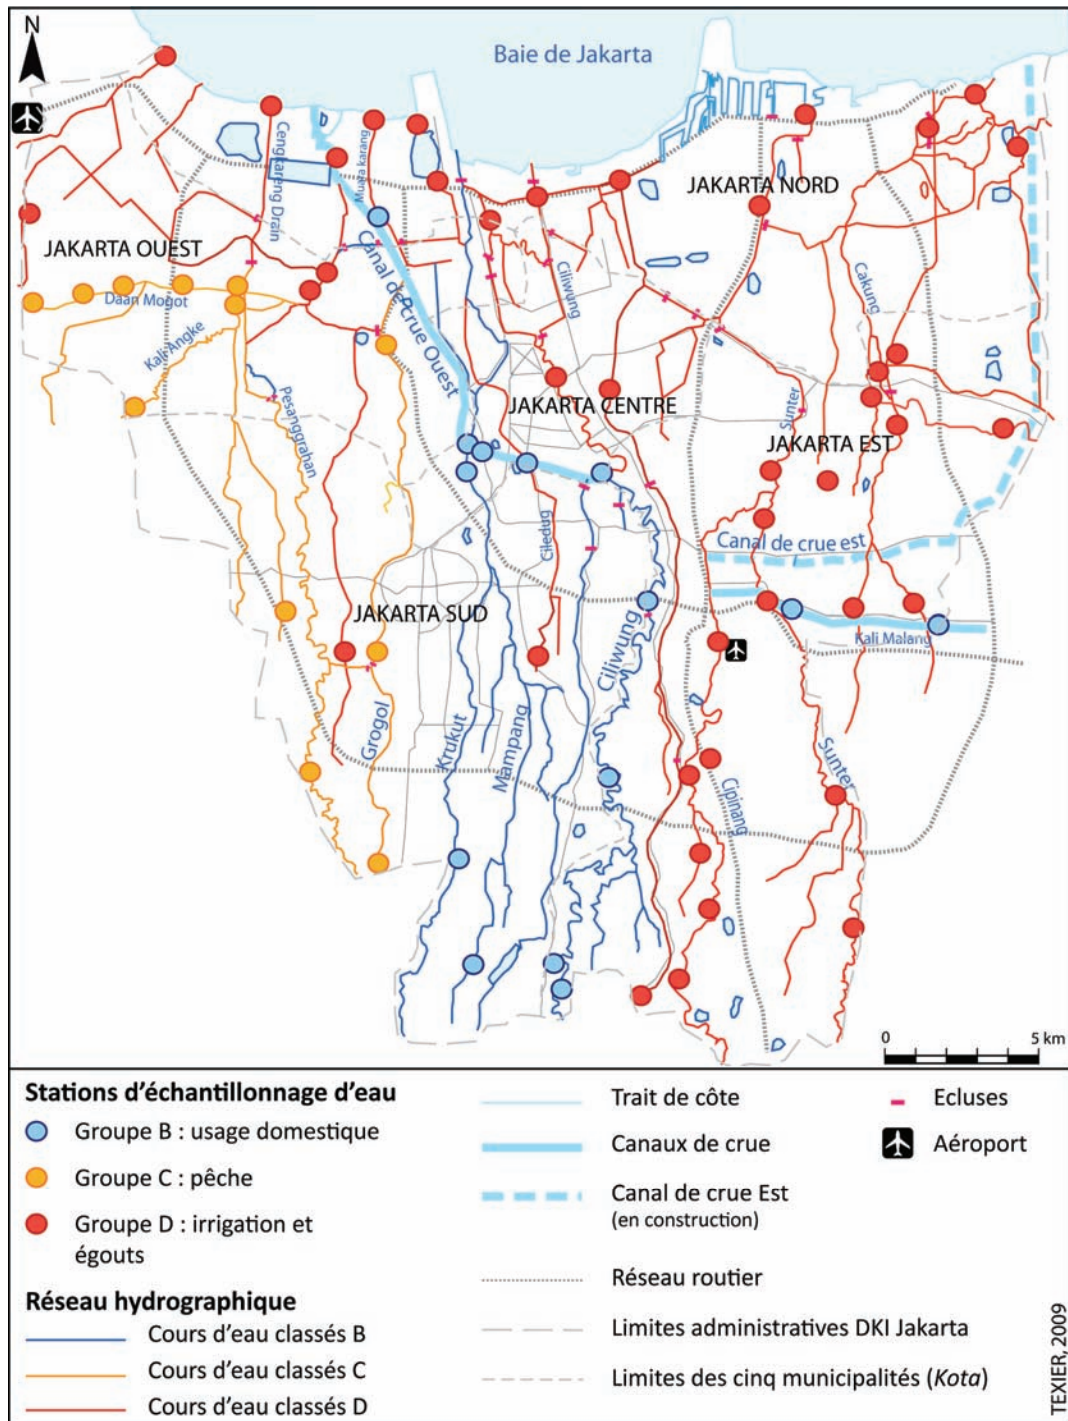 N
Baie de Jakarta
Cengkareng Drain
Muara karang
JAKARTA NORD
JAKARTA OUEST
Canal de crue Ouest
Ciliwung
Cakung
Daan Mogot
Kali Angke
Pesanggrahan
JAKARTA CENTRE
Sunter
JAKARTA EST
Ciledug
Canal de crue est
JAKARTA SUD
Ciliwung
Kali Malang
Grogol
Krukut
Mampang
Cipinang
Sunter
0 5 km
Stations d'échantillonnage d'eau
Groupe B : usage domestique
Groupe C : pêche
Groupe D : irrigation et
égouts
Réseau hydrographique
Cours d'eau classés B
Cours d'eau classés C
Cours d'eau classés D
Trait de côte
Canaux de crue
Canal de crue Est
(en construction)
Réseau routier
Limites administratives DKI Jakarta
Limites des cinq municipalités (Kota)
Ecluses
Aéroport
TEXIER, 2009